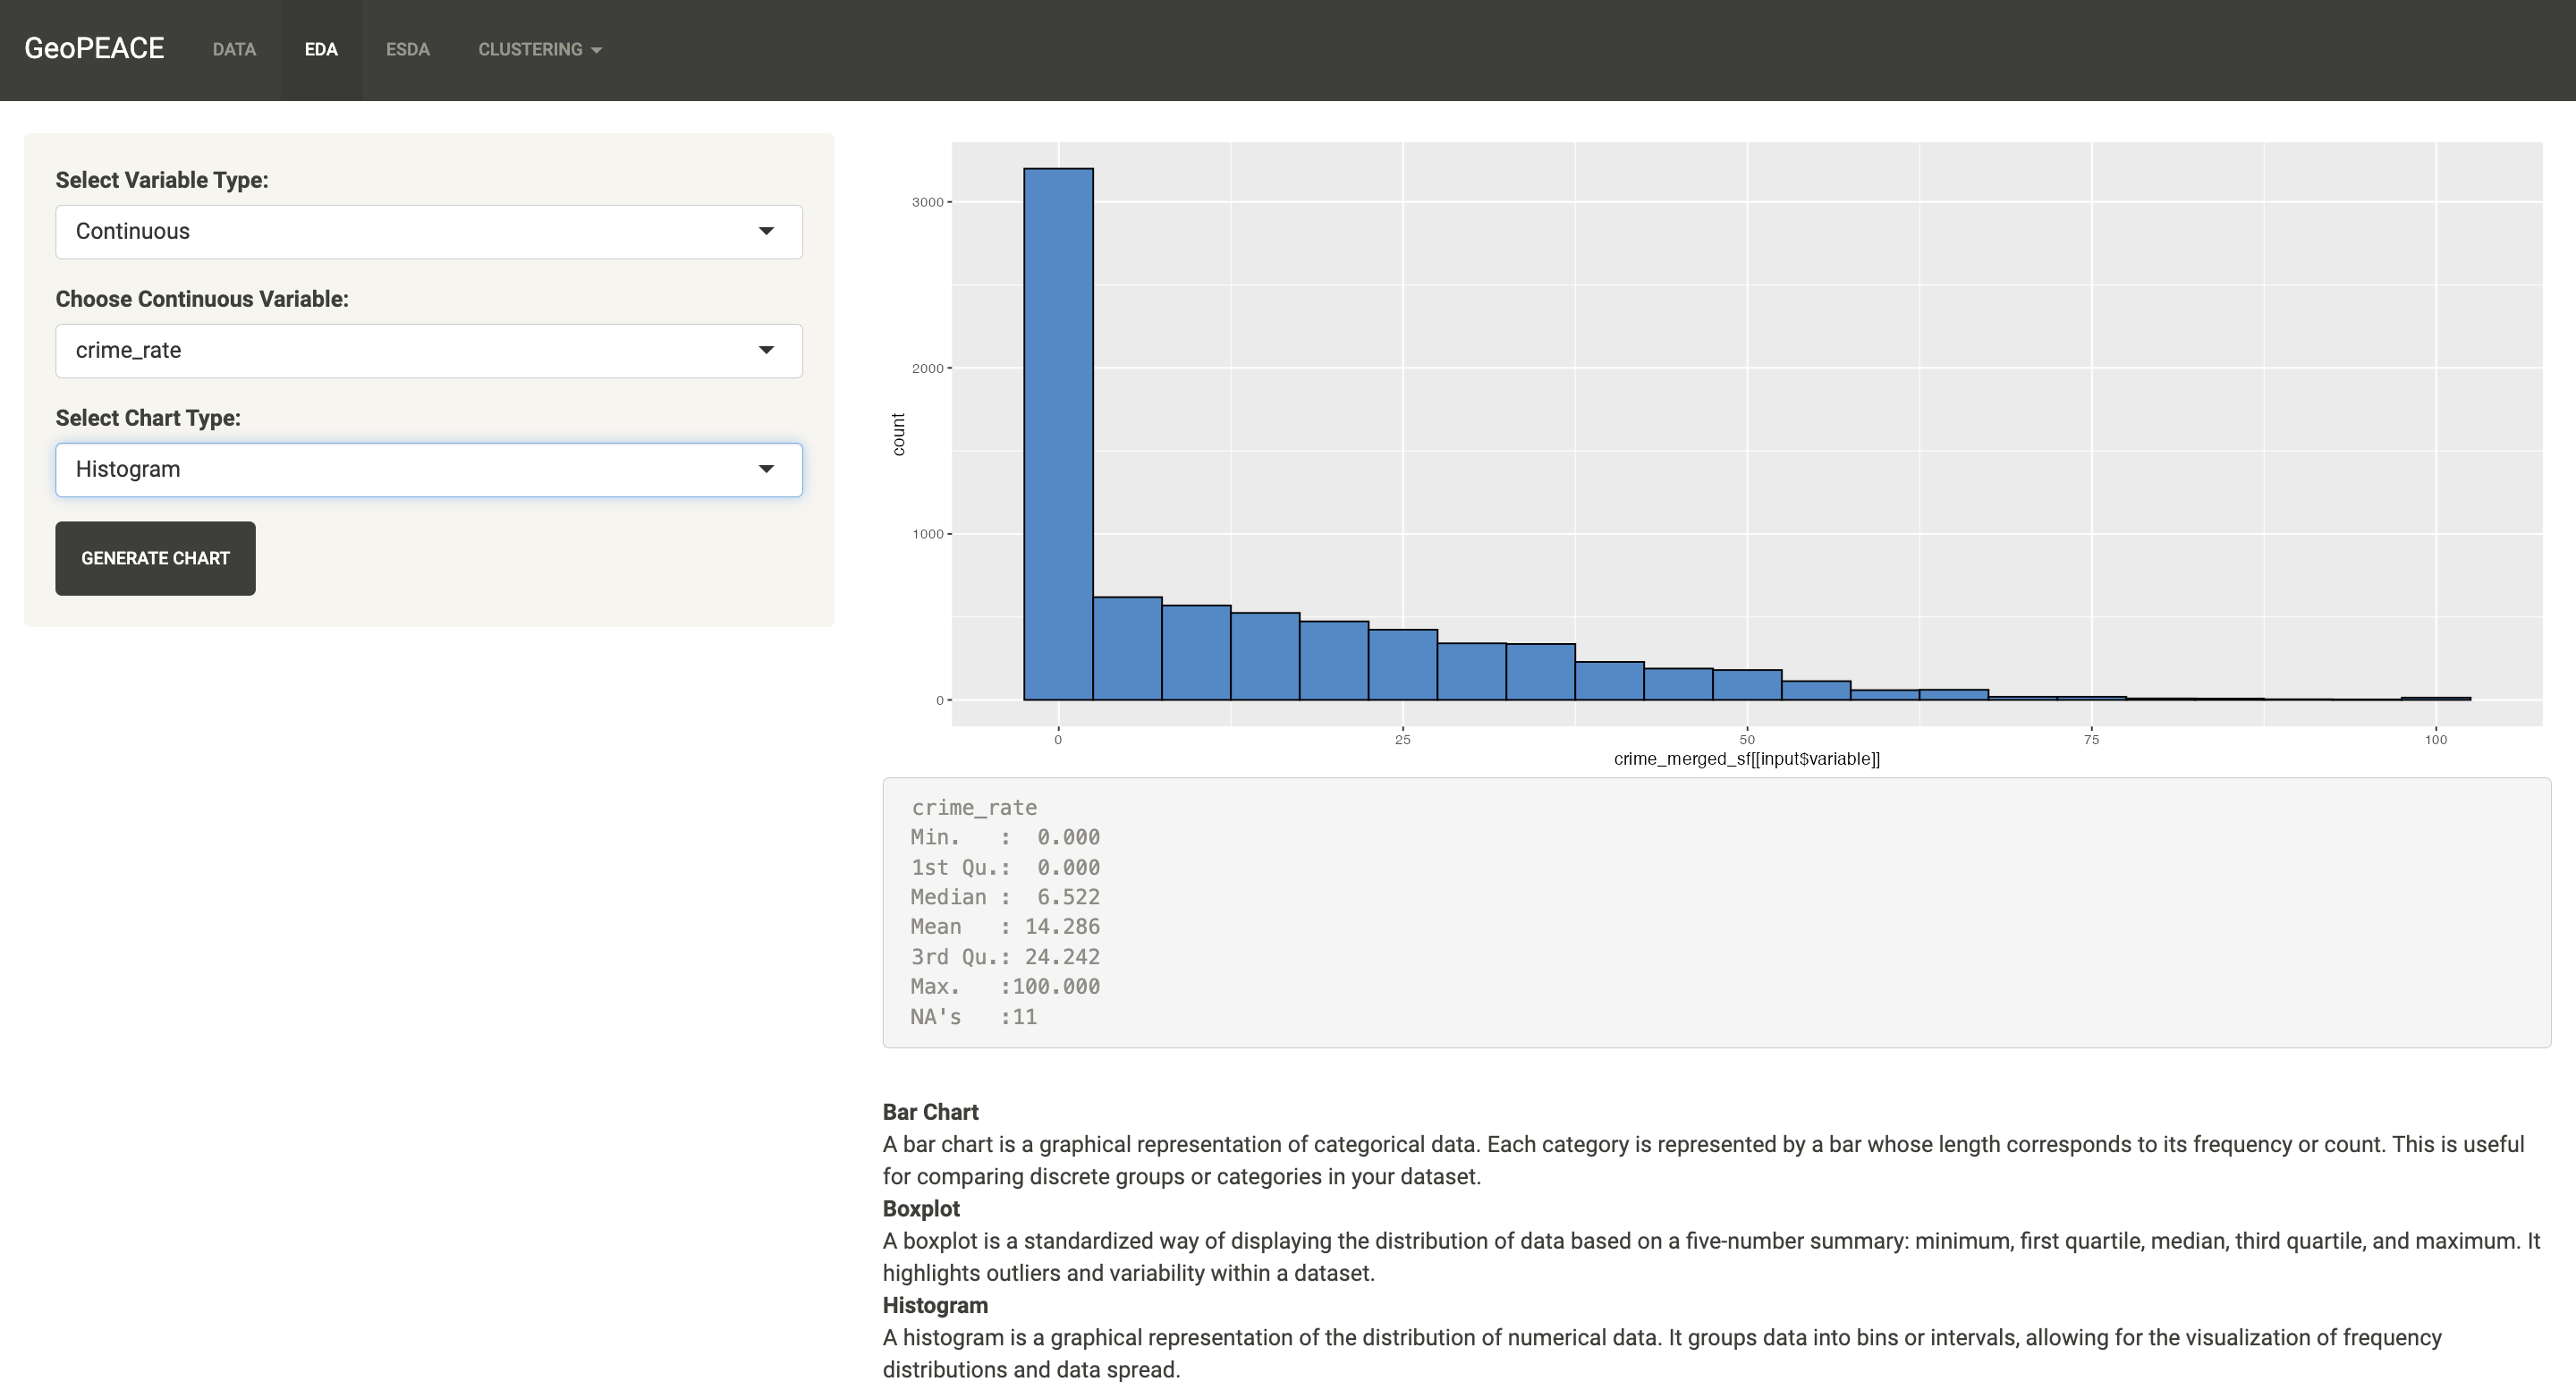 GeoPEACE DATA EDA ESDA CLUSTERING
Select Variable Type:
Continuous
Choose Continuous Variable:
crime_rate
Select Chart Type:
Histogram
GENERATE CHART
3000
2000
1000
0
count
0 25 50 75 100
crime_merged_sf[[input$variable]]
crime_rate
Min.   :  0.000
1st Qu.:  0.000
Median :  6.522
Mean   : 14.286
3rd Qu.: 24.242
Max.   :100.000
NA's   :11
Bar Chart
A bar chart is a graphical representation of categorical data. Each category is represented by a bar whose length corresponds to its frequency or count. This is useful
for comparing discrete groups or categories in your dataset.
Boxplot
A boxplot is a standardized way of displaying the distribution of data based on a five-number summary: minimum, first quartile, median, third quartile, and maximum. It
highlights outliers and variability within a dataset.
Histogram
A histogram is a graphical representation of the distribution of numerical data. It groups data into bins or intervals, allowing for the visualization of frequency
distributions and data spread.